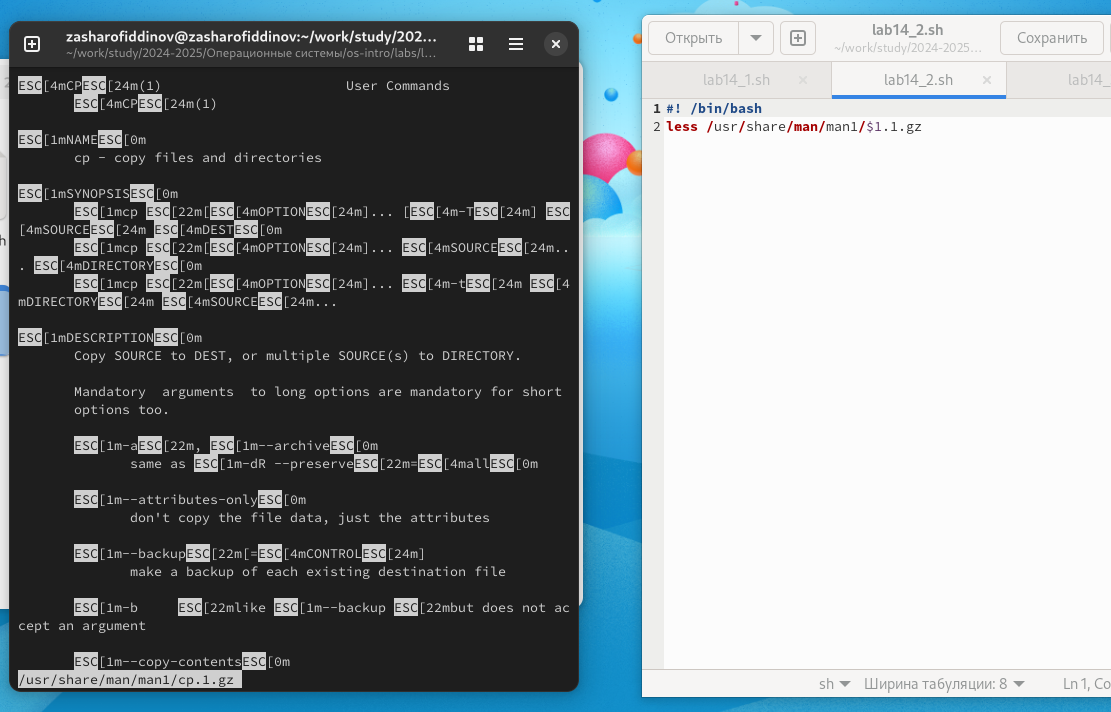 zasharofiddinov@zasharofiddinov:~/work/study/202...
~/work/study/2024-2025/Операционные системы/os-intro/labs/l...
ESC[4mCPESC[24m(1) User Commands
ESC[4mCPESC[24m(1)
ESC[1mNAMEESC[0m
cp - copy files and directories
ESC[1mSYNOPSISESC[0m
ESC[1mcp ESC[22m[ESC[4mOPTIONESC[24m]... [ESC[4m-TESC[24m] ESC
[4mSOURCEESC[24m ESC[4mDESTESC[0m
ESC[1mcp ESC[22m[ESC[4mOPTIONESC[24m]... ESC[4mSOURCEESC[24m..
. ESC[4mDIRECTORYESC[0m
ESC[1mcp ESC[22m[ESC[4mOPTIONESC[24m]... ESC[4m-tESC[24m ESC[4
mDIRECTORYESC[24m ESC[4mSOURCEESC[24m...
ESC[1mDESCRIPTIONESC[0m
Copy SOURCE to DEST, or multiple SOURCE(s) to DIRECTORY.
Mandatory arguments to long options are mandatory for short
options too.
ESC[1m-aESC[22m, ESC[1m--archiveESC[0m
same as ESC[1m-dR --preserveESC[22m=ESC[4mallESC[0m
ESC[1m--attributes-onlyESC[0m
don't copy the file data, just the attributes
ESC[1m--backupESC[22m[=ESC[4mCONTROLESC[24m]
make a backup of each existing destination file
ESC[1m-b ESC[22mlike ESC[1m--backup ESC[22mbut does not ac
cept an argument
ESC[1m--copy-contentsESC[0m
/usr/share/man/man1/cp.1.gz
Открыть
lab14_2.sh
~/work/study/2024-2025...
Сохранить
lab14_1.sh × lab14_2.sh × lab14_
1 #! /bin/bash
2 less /usr/share/man/man1/$1.1.gz
sh Ширина табуляции: 8 Ln 1, Co